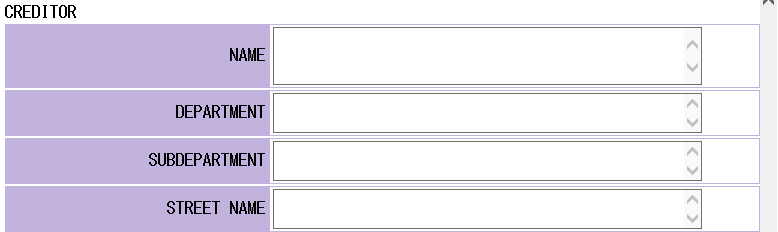 CREDITOR
NAME
DEPARTMENT
SUBDEPARTMENT
STREET NAME